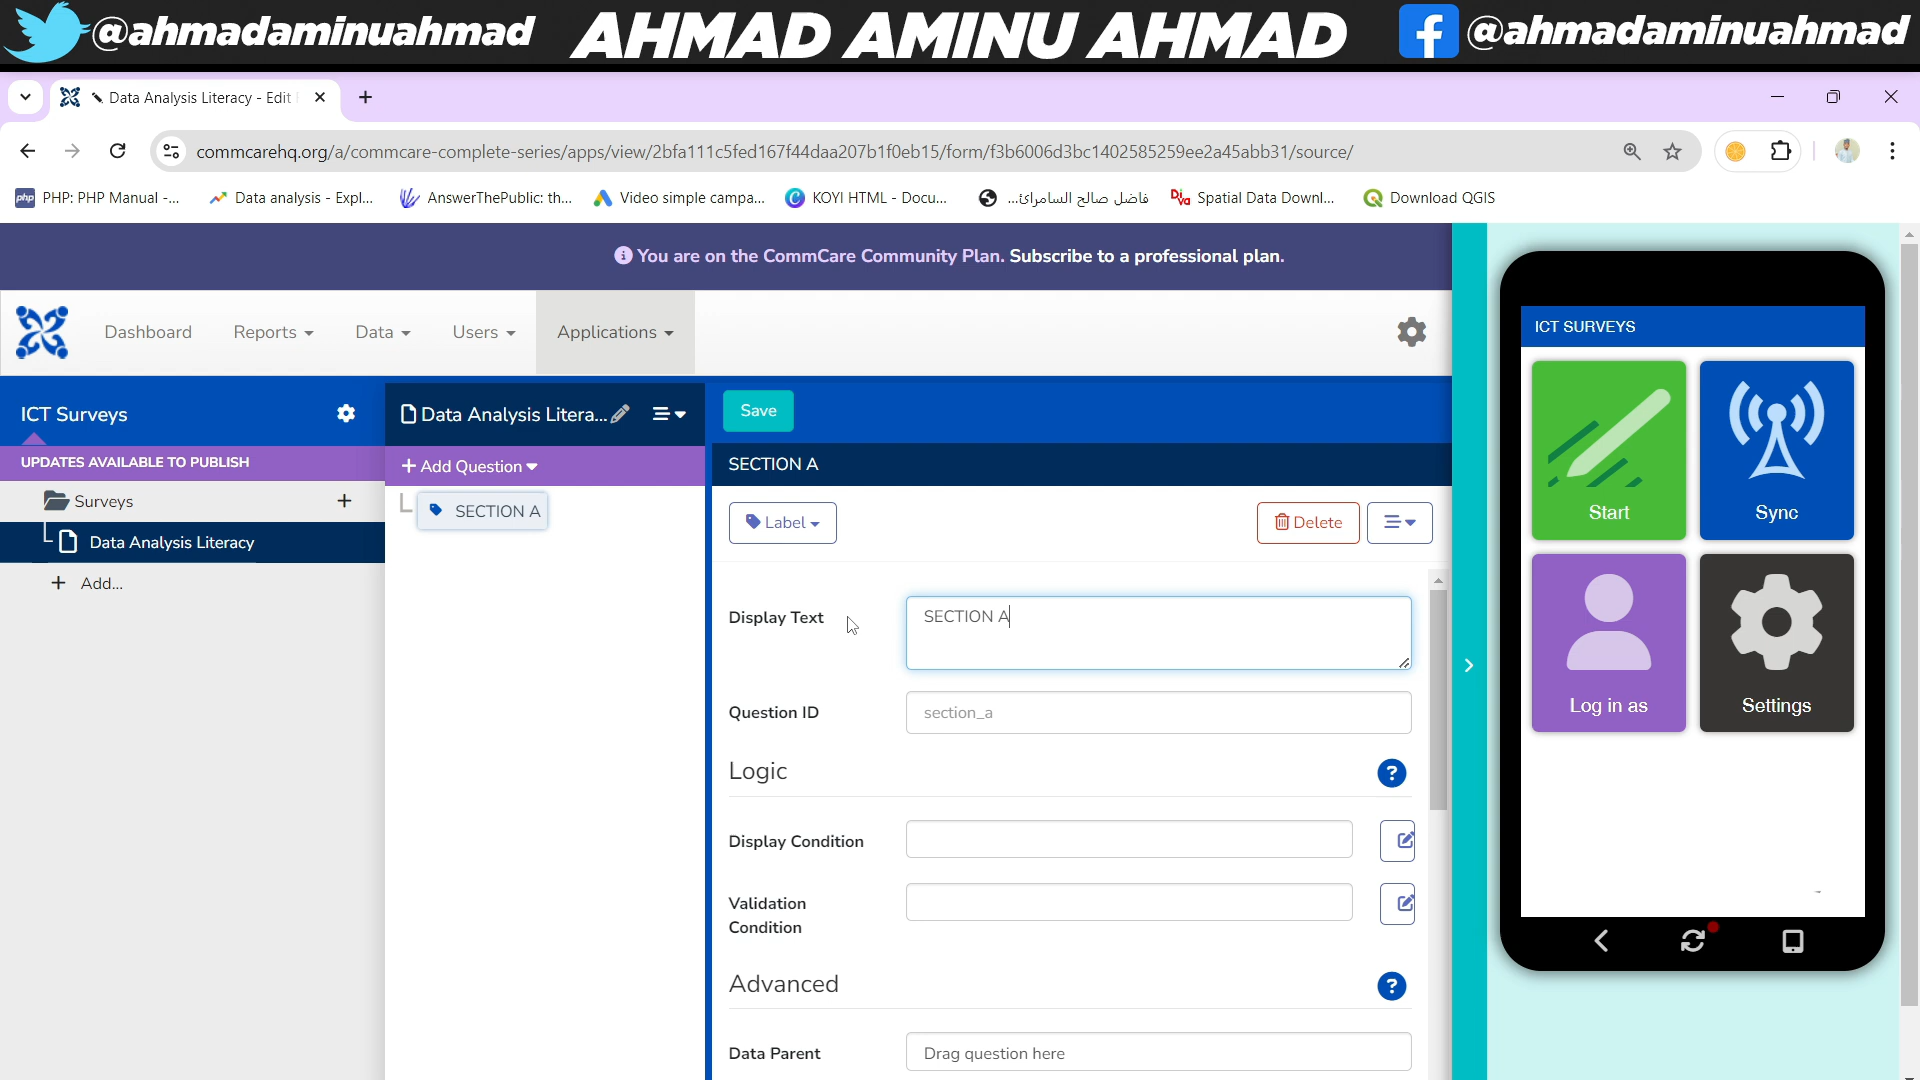 @ahmadaminuahmad AHMAD AMINU AHMAD @ahmadaminuahmad
Data Analysis Literacy - Edit
commcarehq.org/a/commcare-complete-series/apps/view/2bfa111c5fed167f44daa207b1f0eb15/form/f3b6006d3bc1402585259ee2a45abb31/source/
php PHP: PHP Manual -... Data analysis - Expl... AnswerThePublic: th... Video simple campa... KOYI HTML - Docu... فاضل صالح السامرائ... Spatial Data Downl... Download QGIS
You are on the CommCare Community Plan. Subscribe to a professional plan.
Dashboard Reports Data Users Applications
ICT Surveys
UPDATES AVAILABLE TO PUBLISH
Surveys
Data Analysis Literacy
Add...
Data Analysis Litera...
Add Question
SECTION A
Save
SECTION A
Label Delete
Display Text SECTION A
Question ID section_a
Logic ?
Display Condition
Validation
Condition
Advanced ?
Data Parent Drag question here
ICT SURVEYS
Start Sync
Log in as Settings